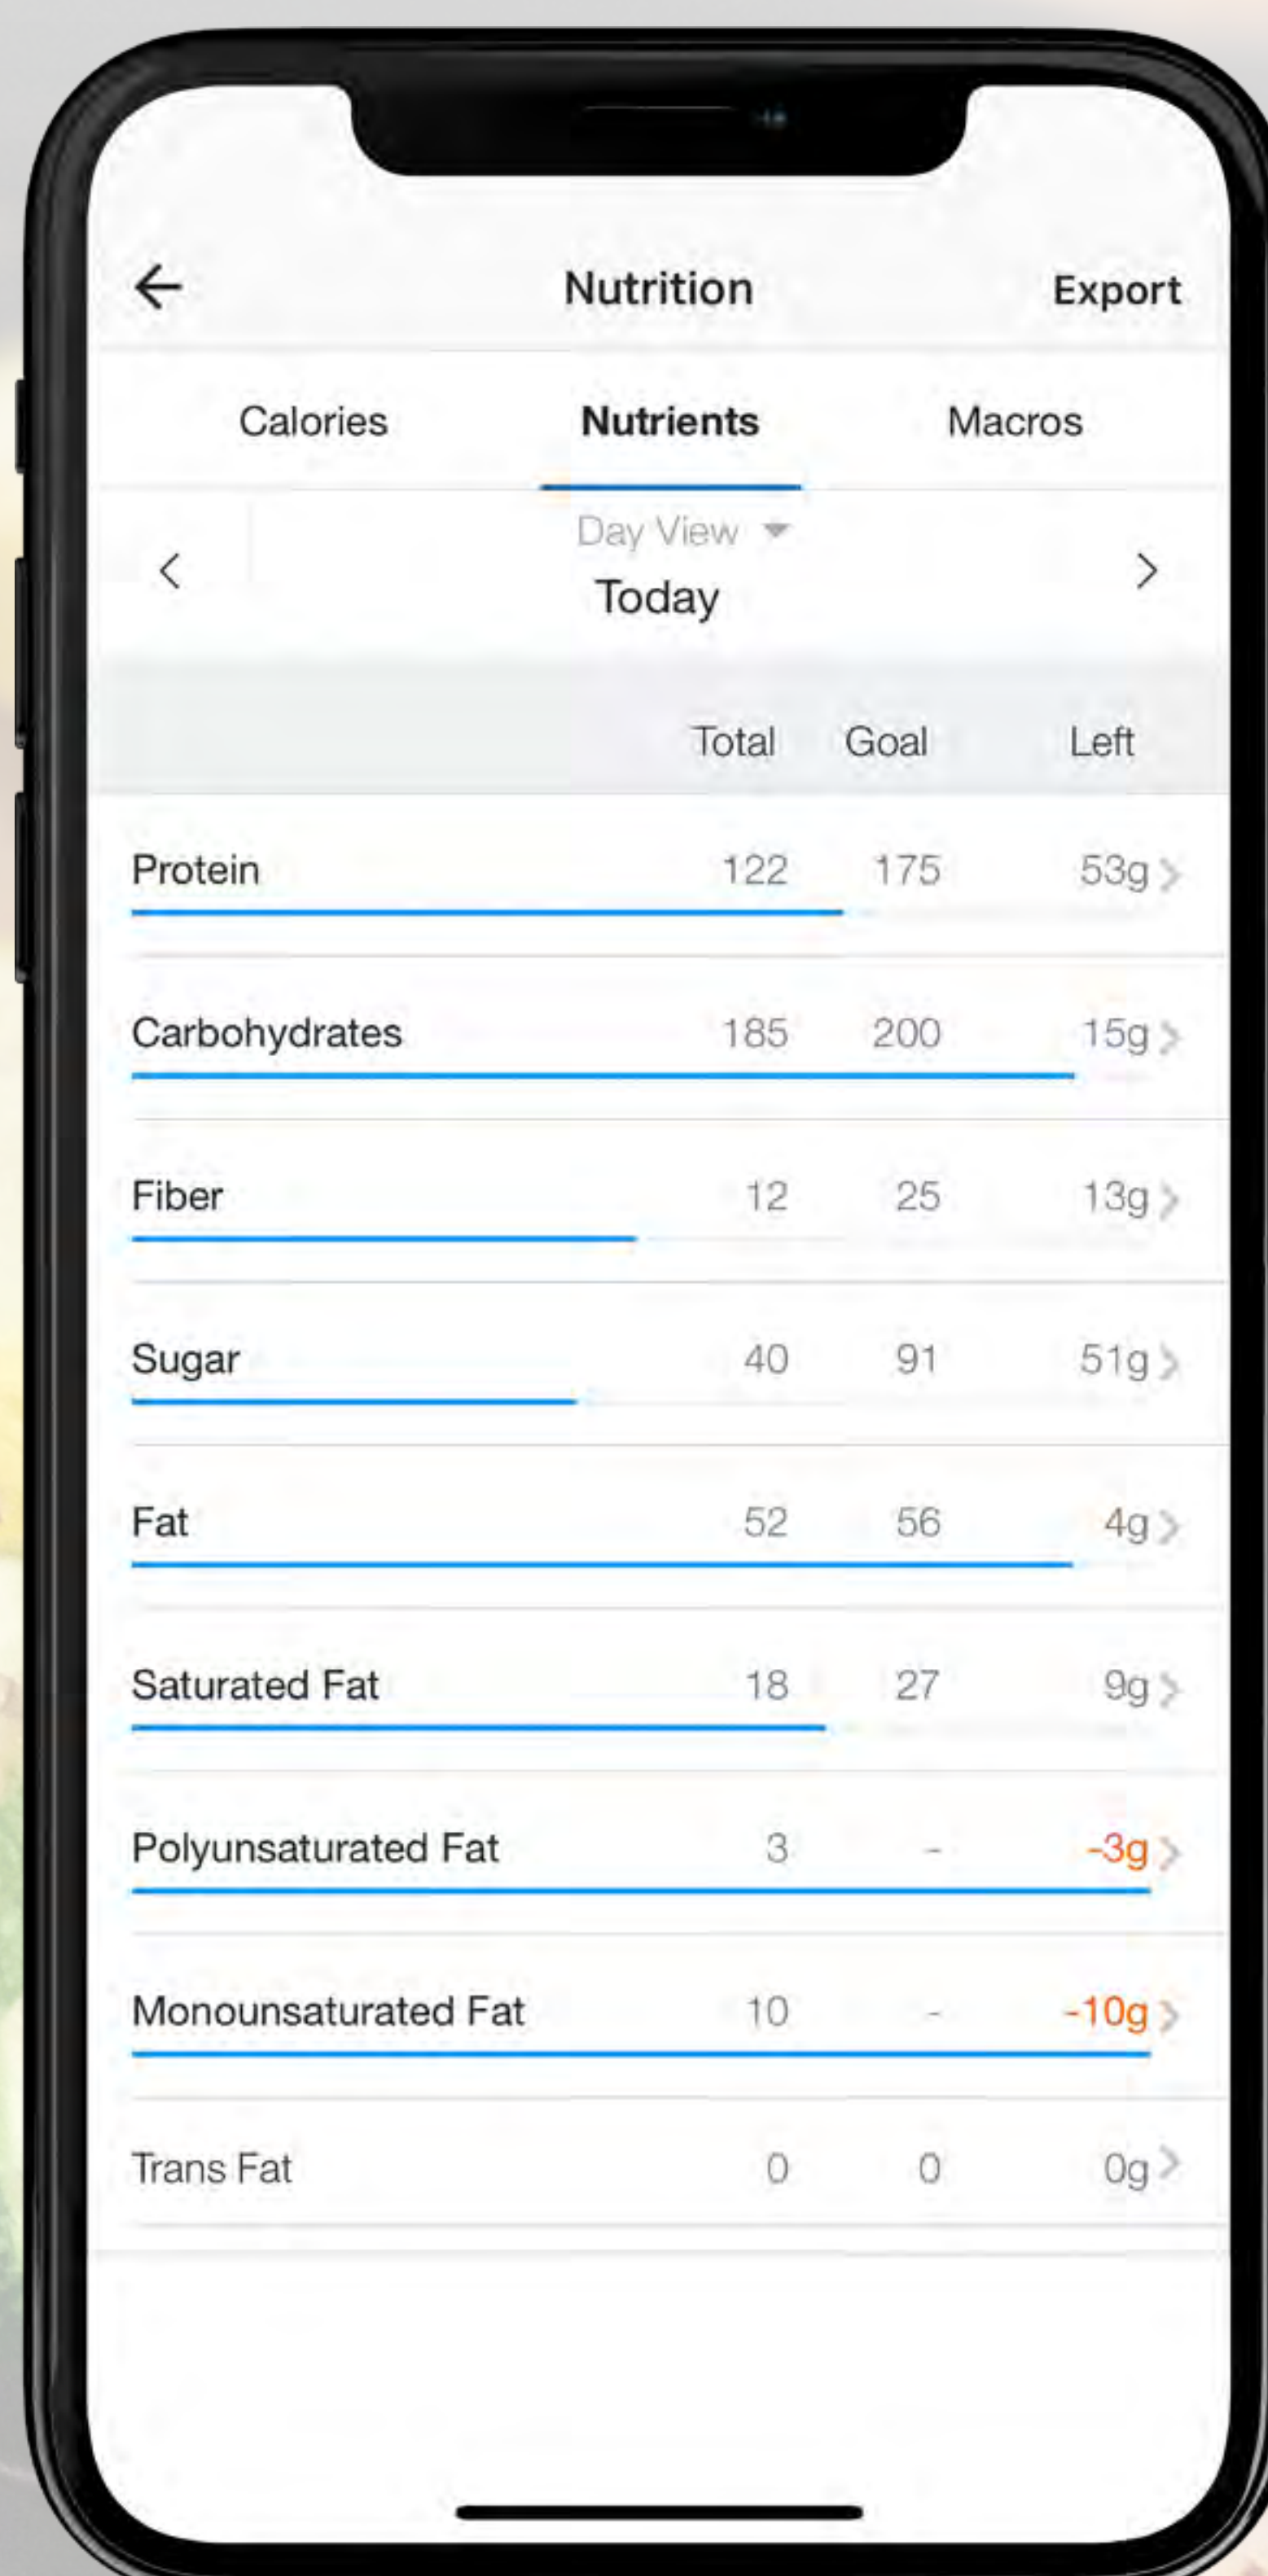 Nutrition Export
Calories Nutrients Macros
Day View
Today
Total Goal Left
Protein 122 175 53g
Carbohydrates 185 200 15g
Fiber 12 25 13g
Sugar 40 91 51g
Fat 52 56 4g
Saturated Fat 18 27 9g
Polyunsaturated Fat 3 - -3g
Monounsaturated Fat 10 - -10g
Trans Fat 0 0 0g